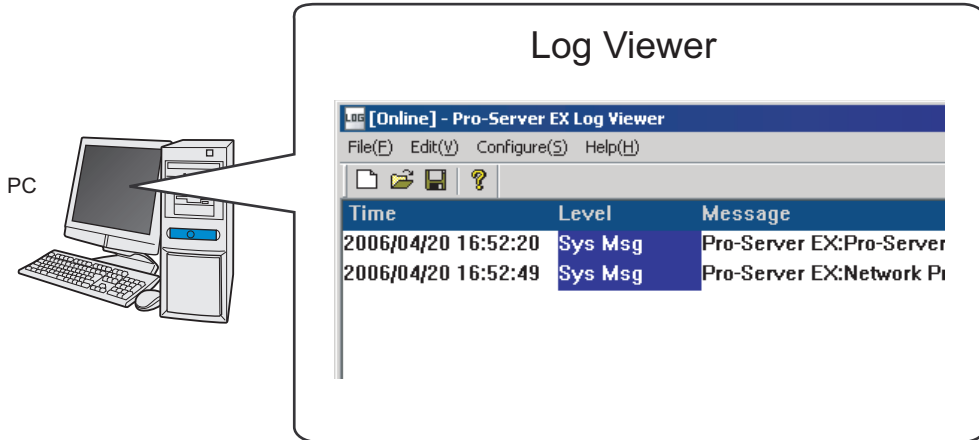 Log Viewer
PC
LOG [Online] - Pro-Server EX Log Viewer
File(F) Edit(V) Configure(S) Help(H)
Time Level Message
2006/04/20 16:52:20 Sys Msg Pro-Server EX:Pro-Server
2006/04/20 16:52:49 Sys Msg Pro-Server EX:Network